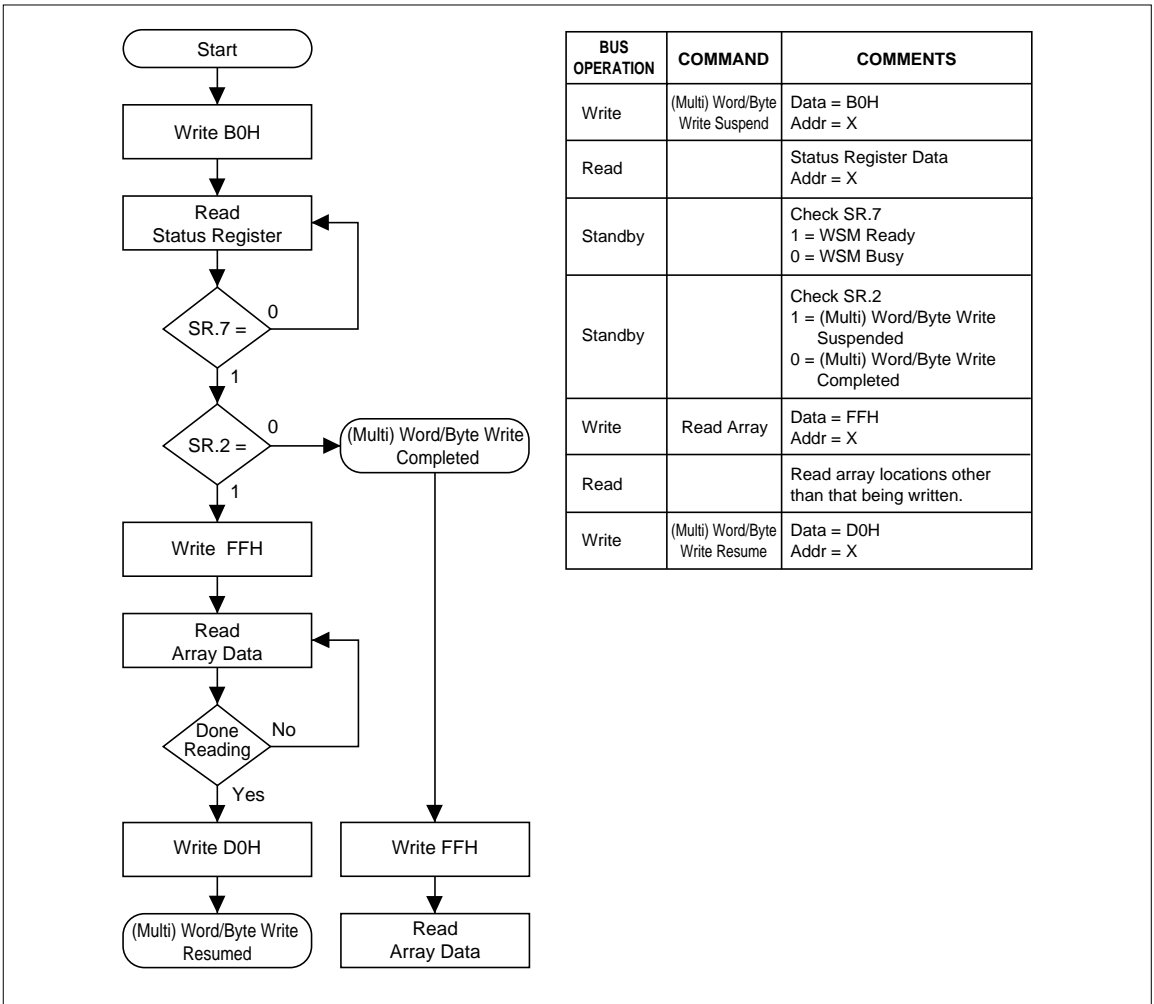 Start
Write B0H
Read
Status Register
SR.7 =
0
1
SR.2 =
0
1
(Multi) Word/Byte Write
Completed
Write FFH
Read
Array Data
Done
Reading
No
Yes
Write D0H
(Multi) Word/Byte Write
Resumed
Write FFH
Read
Array Data
BUS
OPERATION
COMMAND
COMMENTS
Write
(Multi) Word/Byte
Write Suspend
Data = B0H
Addr = X
Read
Status Register Data
Addr = X
Standby
Check SR.7
1 = WSM Ready
0 = WSM Busy
Standby
Check SR.2
1 = (Multi) Word/Byte Write
Suspended
0 = (Multi) Word/Byte Write
Completed
Write
Read Array
Data = FFH
Addr = X
Read
Read array locations other
than that being written.
Write
(Multi) Word/Byte
Write Resume
Data = D0H
Addr = X